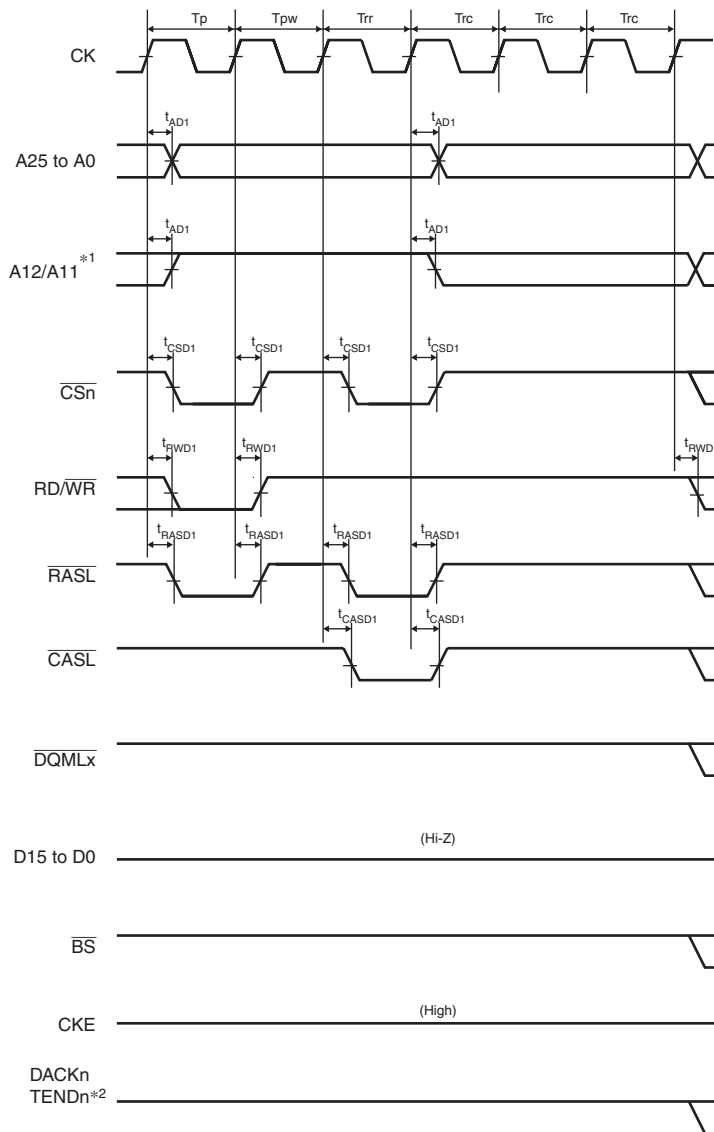 Tp Tpw Trr Trc Trc Trc
CK
tAD1 tAD1
A25 to A0
tAD1 tAD1
A12/A11*1
tCSD1 tCSD1 tCSD1 tCSD1
CSn
tRWD1 tRWD1 tRWD
RD/WR
tRASD1 tRASD1 tRASD1 tRASD1
RASL
tCASD1 tCASD1
CASL
DQMLx
(Hi-Z)
D15 to D0
BS
(High)
CKE
DACKn
TENDn*2